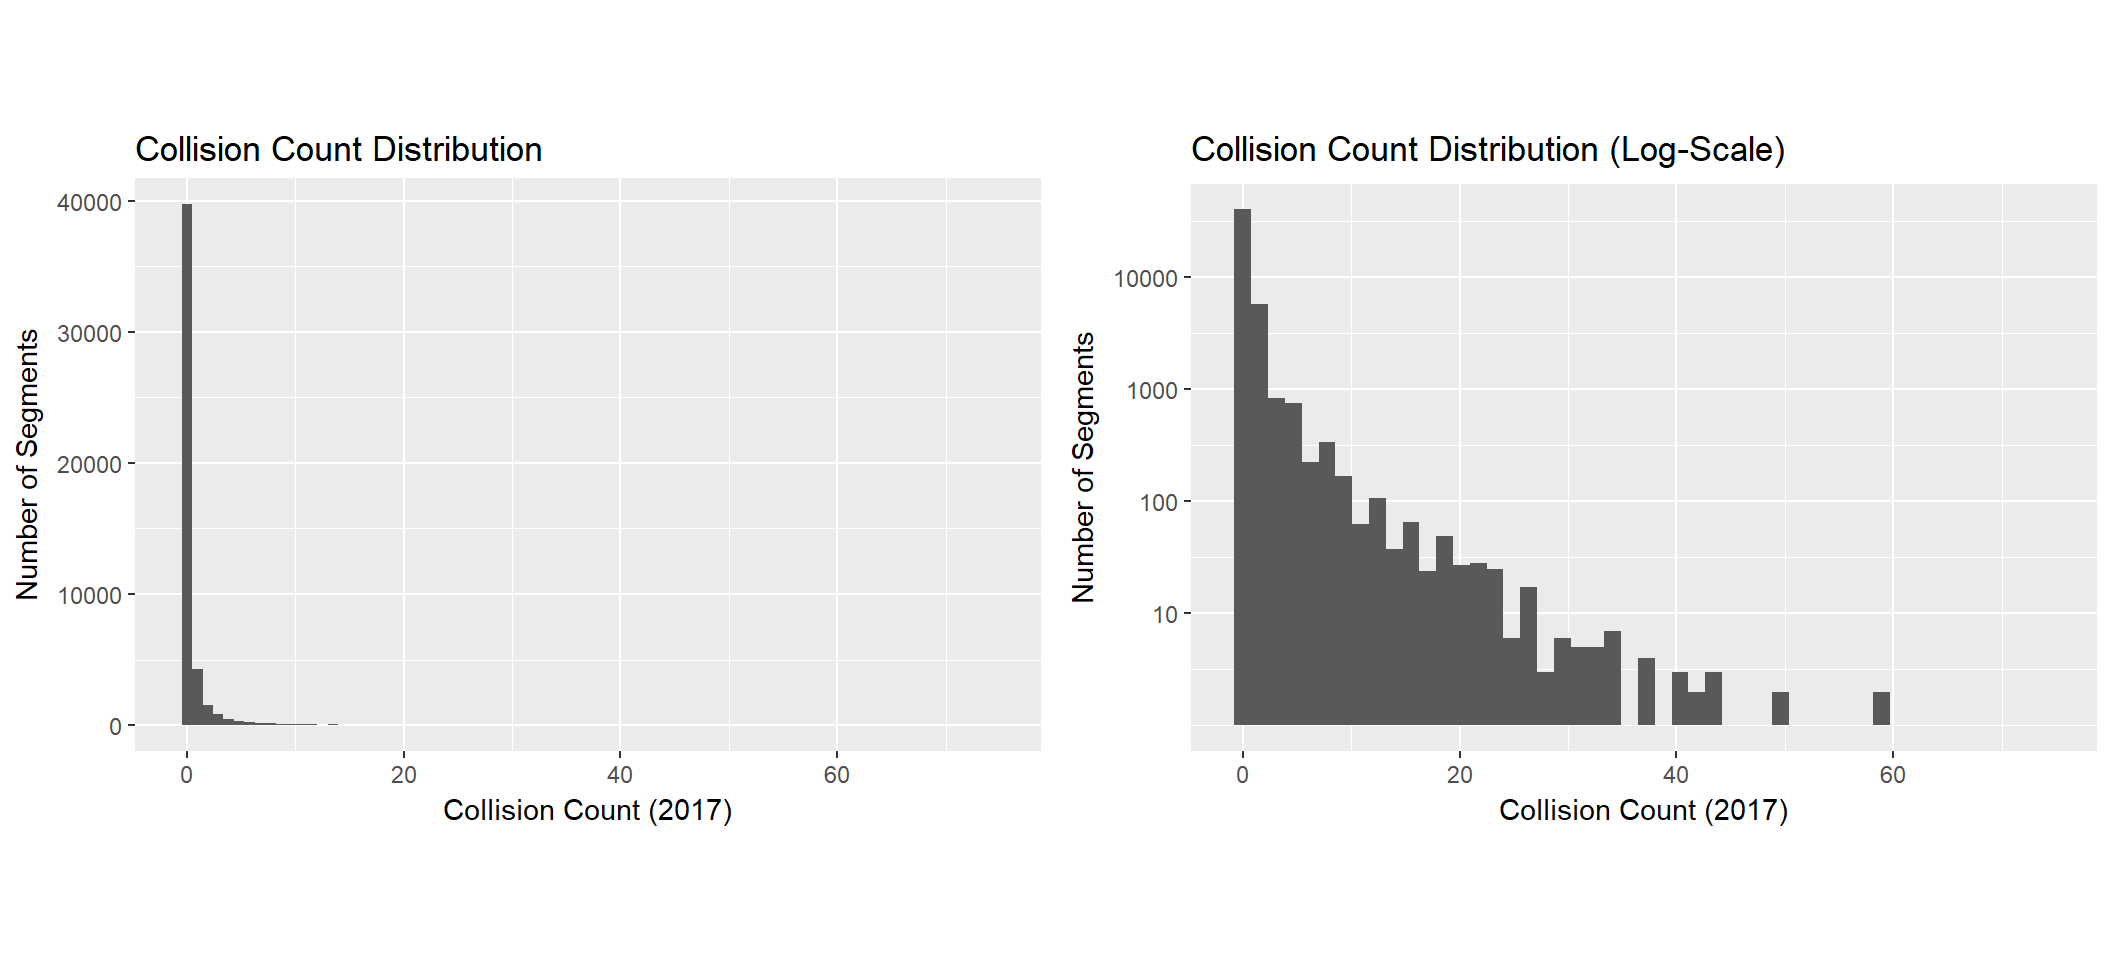 Collision Count Distribution
Number of Segments
40000
30000
20000
10000
0
0 20 40 60
Collision Count (2017)
Collision Count Distribution (Log-Scale)
Number of Segments
10000
1000
100
10
0 20 40 60
Collision Count (2017)